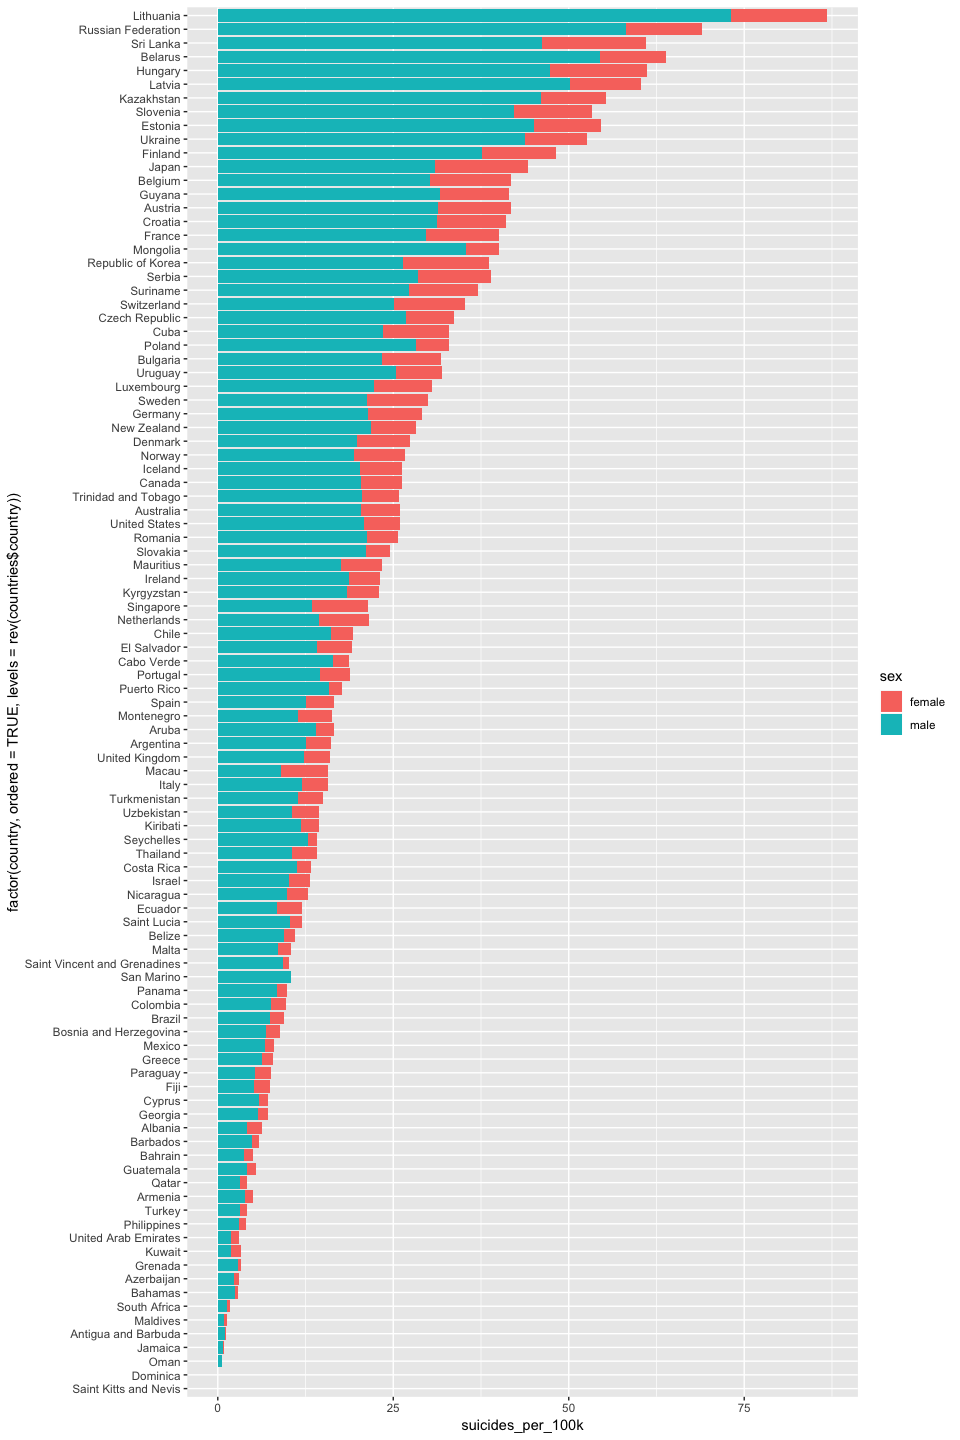 Lithuania
Russian Federation
Sri Lanka
Belarus
Hungary
Latvia
Kazakhstan
Slovenia
Estonia
Ukraine
Finland
Japan
Belgium
Guyana
Austria
Croatia
France
Mongolia
Republic of Korea
Serbia
Suriname
Switzerland
Czech Republic
Cuba
Poland
Bulgaria
Uruguay
Luxembourg
Sweden
Germany
New Zealand
Denmark
Norway
Iceland
Canada
Trinidad and Tobago
Australia
United States
Romania
Slovakia
Mauritius
Ireland
Kyrgyzstan
Singapore
Netherlands
Chile
El Salvador
Cabo Verde
Portugal
Puerto Rico
Spain
Montenegro
Aruba
Argentina
United Kingdom
Macau
Italy
Turkmenistan
Uzbekistan
Kiribati
Seychelles
Thailand
Costa Rica
Israel
Nicaragua
Ecuador
Saint Lucia
Belize
Malta
Saint Vincent and Grenadines
San Marino
Panama
Colombia
Brazil
Bosnia and Herzegovina
Mexico
Greece
Paraguay
Fiji
Cyprus
Georgia
Albania
Barbados
Bahrain
Guatemala
Qatar
Armenia
Turkey
Philippines
United Arab Emirates
Kuwait
Grenada
Azerbaijan
Bahamas
South Africa
Maldives
Antigua and Barbuda
Jamaica
Oman
Dominica
Saint Kitts and Nevis
factor(country, ordered = TRUE, levels = rev(countries$country))
0 25 50 75
suicides_per_100k
sex
female
male